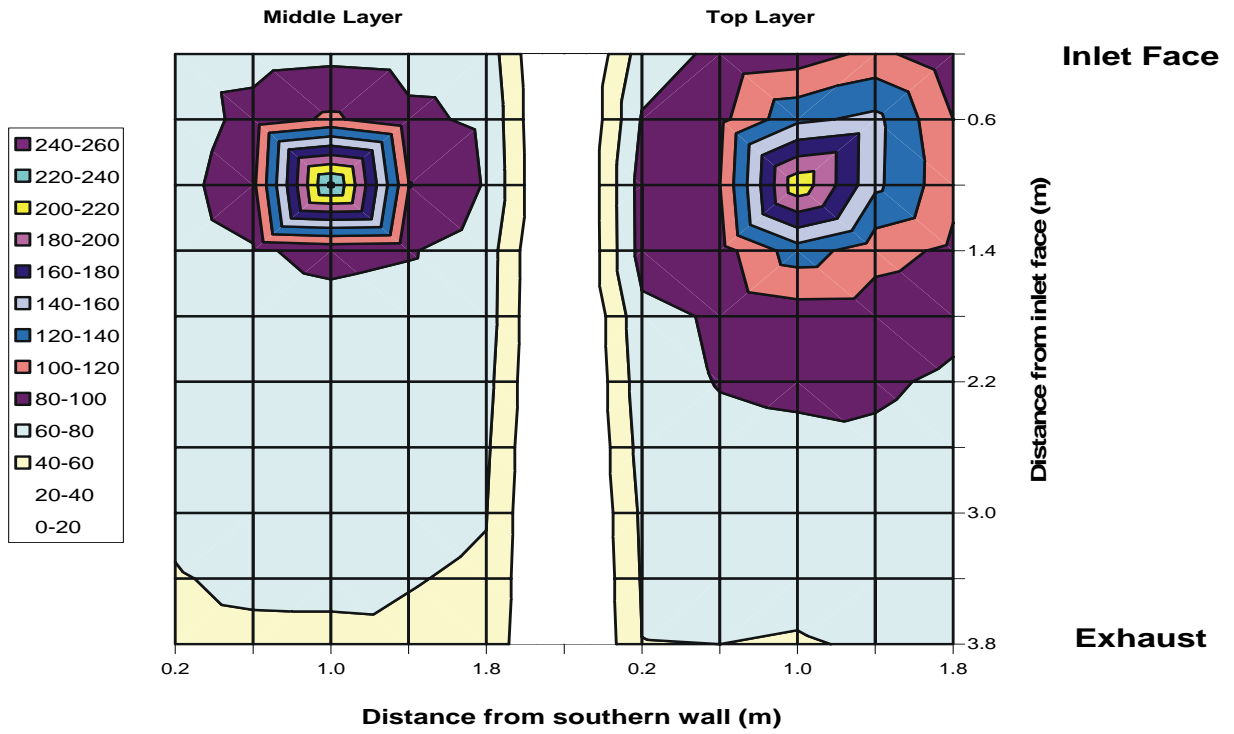 Middle Layer
Top Layer
Inlet Face
240-260
220-240
200-220
180-200
160-180
140-160
120-140
100-120
80-100
60-80
40-60
20-40
0-20
0.6
1.4
2.2
3.0
3.8
Distance from inlet face (m)
Exhaust
0.2 1.0 1.8 0.2 1.0 1.8
Distance from southern wall (m)